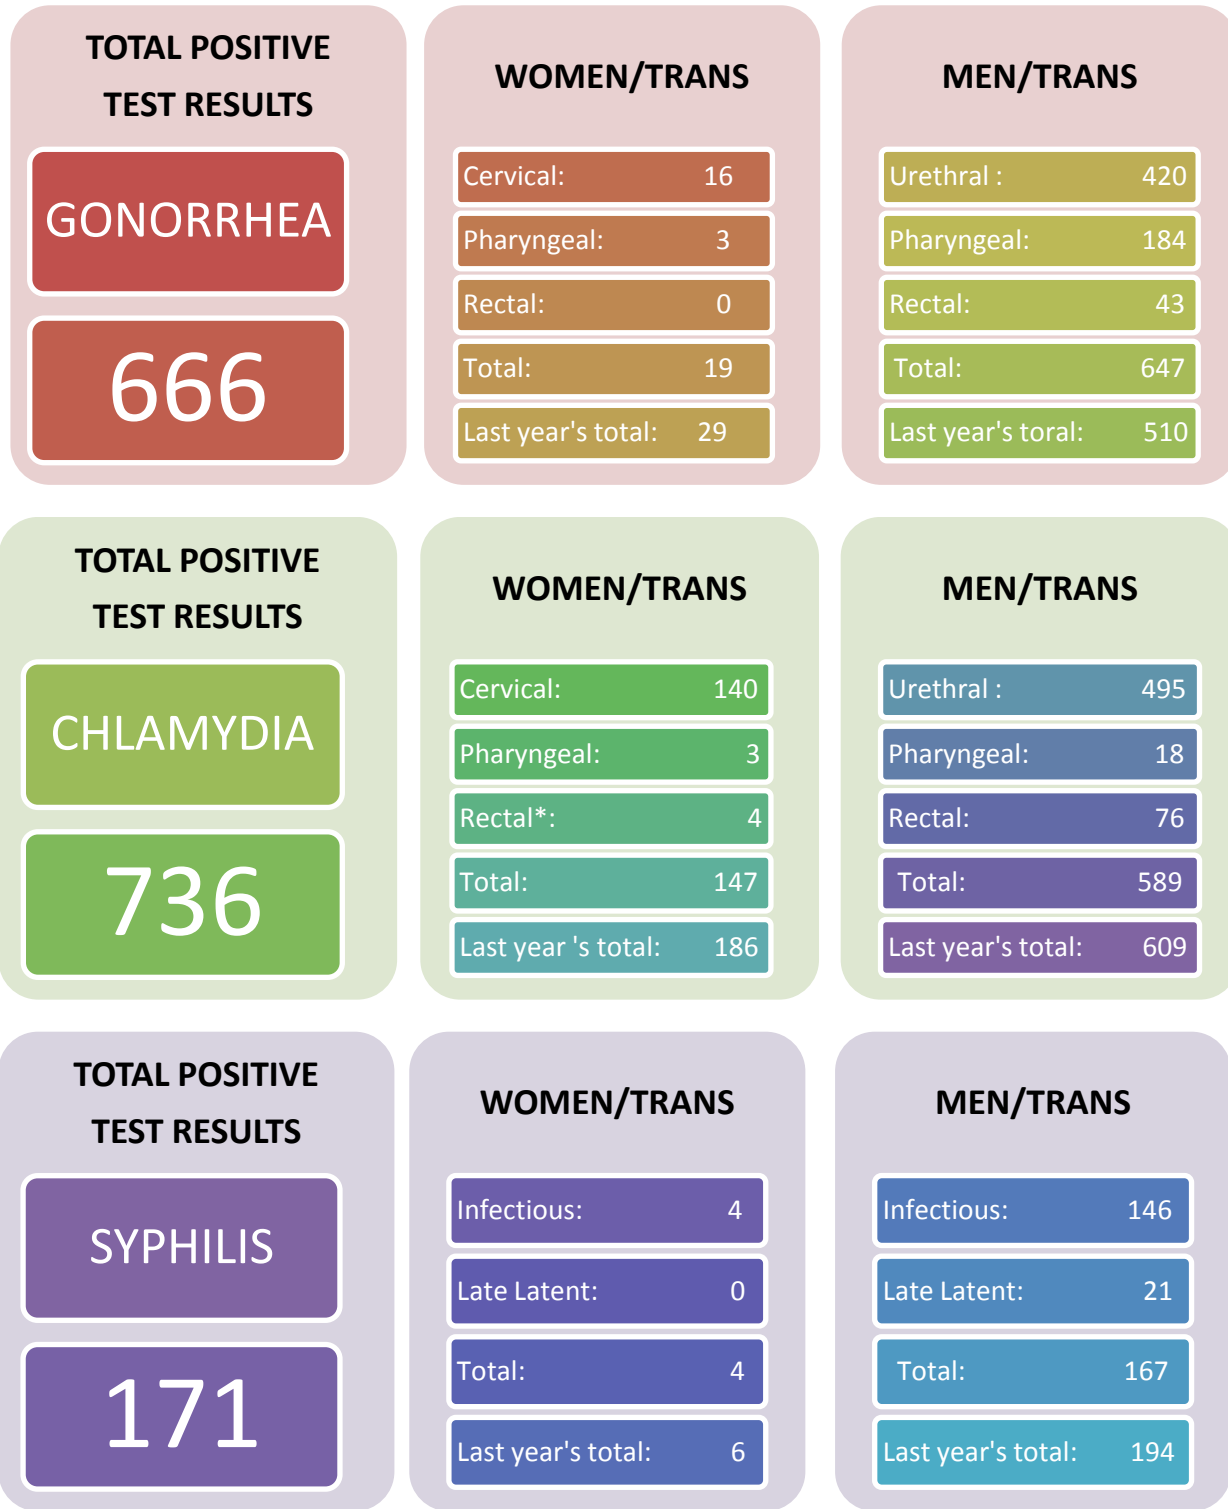 TOTAL POSITIVE
TEST RESULTS
GONORRHEA
666
WOMEN/TRANS
Cervical: 16
Pharyngeal: 3
Rectal: 0
Total: 19
Last year's total: 29
MEN/TRANS
Urethral : 420
Pharyngeal: 184
Rectal: 43
Total: 647
Last year's toral: 510
TOTAL POSITIVE
TEST RESULTS
CHLAMYDIA
736
WOMEN/TRANS
Cervical: 140
Pharyngeal: 3
Rectal*: 4
Total: 147
Last year 's total: 186
MEN/TRANS
Urethral : 495
Pharyngeal: 18
Rectal: 76
Total: 589
Last year's total: 609
TOTAL POSITIVE
TEST RESULTS
SYPHILIS
171
WOMEN/TRANS
Infectious: 4
Late Latent: 0
Total: 4
Last year's total: 6
MEN/TRANS
Infectious: 146
Late Latent: 21
Total: 167
Last year's total: 194